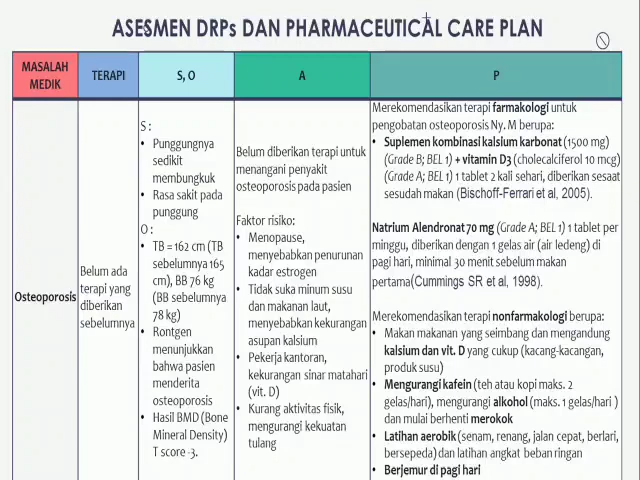 ASESMEN DRPs DAN PHARMACEUTICAL CARE PLAN
MASALAH
MEDIK
TERAPI
S, O
A
P
Osteoporosis
Belum ada
terapi yang
diberikan
sebelumnya
S :
• Punggungnya
sedikit
membungkuk
• Rasa sakit pada
punggung
O :
• TB = 162 cm (TB
sebelumnya 165
cm), BB 76 kg
(BB sebelumnya
78 kg)
• Rontgen
menunjukkan
bahwa pasien
menderita
osteoporosis
• Hasil BMD (Bone
Mineral Density)
T score -3.
Belum diberikan terapi untuk
menangani penyakit
osteoporosis pada pasien
Faktor risiko:
• Menopause,
menyebabkan penurunan
kadar estrogen
• Tidak suka minum susu
dan makanan laut,
menyebabkan kekurangan
asupan kalsium
• Pekerja kantoran,
kekurangan sinar matahari
(vit. D)
• Kurang aktivitas fisik,
mengurangi kekuatan
tulang
Merekomendasikan terapi farmakologi untuk
pengobatan osteoporosis Ny. M berupa:
• Suplemen kombinasi kalsium karbonat (1500 mg)
(Grade B; BEL 1) + vitamin D3 (cholecalciferol 10 mcg)
(Grade A; BEL 1) 1 tablet 2 kali sehari, diberikan sesaat
sesudah makan (Bischoff-Ferrari et al, 2005).
Natrium Alendronat 70 mg (Grade A; BEL 1) 1 tablet per
minggu, diberikan dengan 1 gelas air (air ledeng) di
pagi hari, minimal 30 menit sebelum makan
pertama(Cummings SR et al, 1998).
Merekomendasikan terapi nonfarmakologi berupa:
• Makan makanan yang seimbang dan mengandung
kalsium dan vit. D yang cukup (kacang-kacangan,
produk susu)
• Mengurangi kafein (teh atau kopi maks. 2
gelas/hari), mengurangi alkohol (maks. 1 gelas/hari )
dan mulai berhenti merokok
• Latihan aerobik (senam, renang, jalan cepat, berlari,
bersepeda) dan latihan angkat beban ringan
• Berjemur di pagi hari